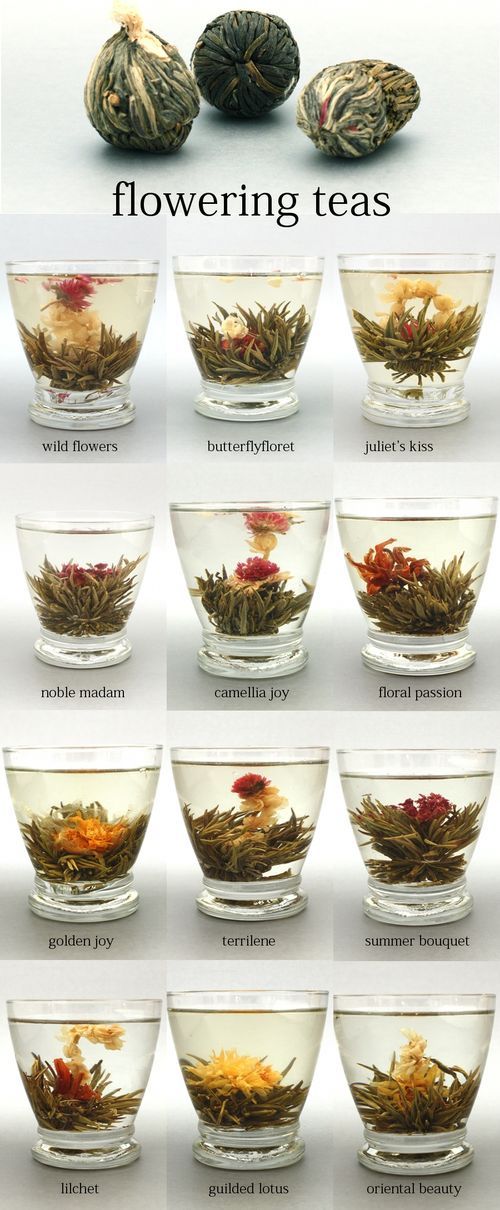 flowering teas
wild flowers
butterflyfloret
juliet's kiss
noble madam
camellia joy
floral passion
golden joy
terrilene
summer bouquet
lilchet
guilded lotus
oriental beauty